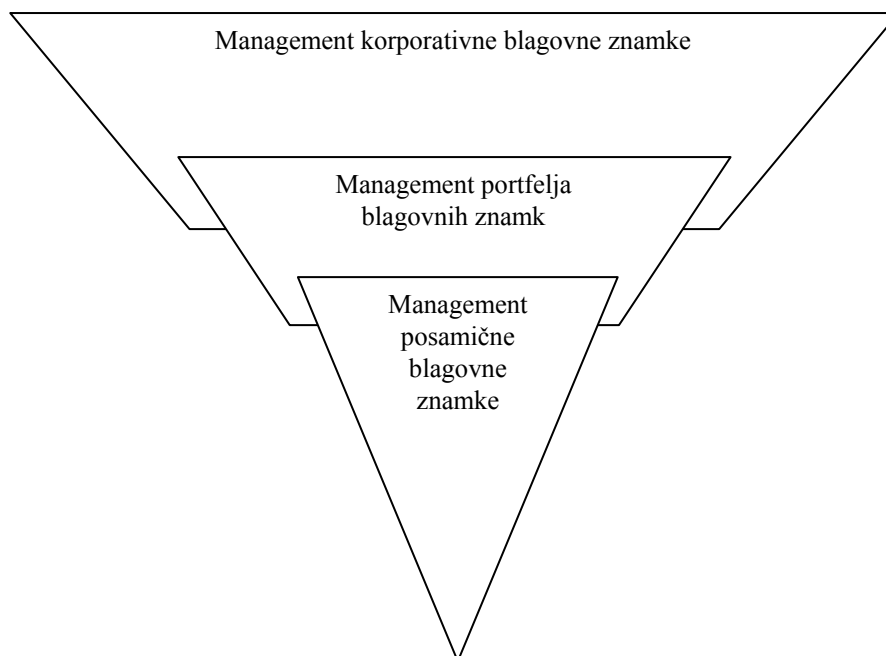 Management korporativne blagovne znamke
Management portfelja
blagovnih znamk
Management
posamične
blagovne
znamke